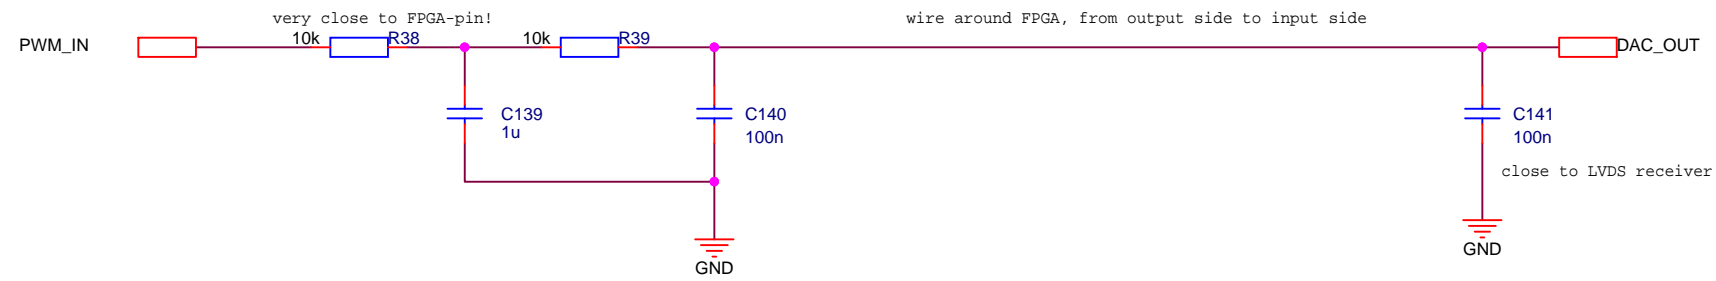 very close to FPGA-pin!
wire around FPGA, from output side to input side
PWM_IN
10k
R38
10k
R39
DAC_OUT
C139
1u
C140
100n
C141
100n
close to LVDS receiver
GND
GND